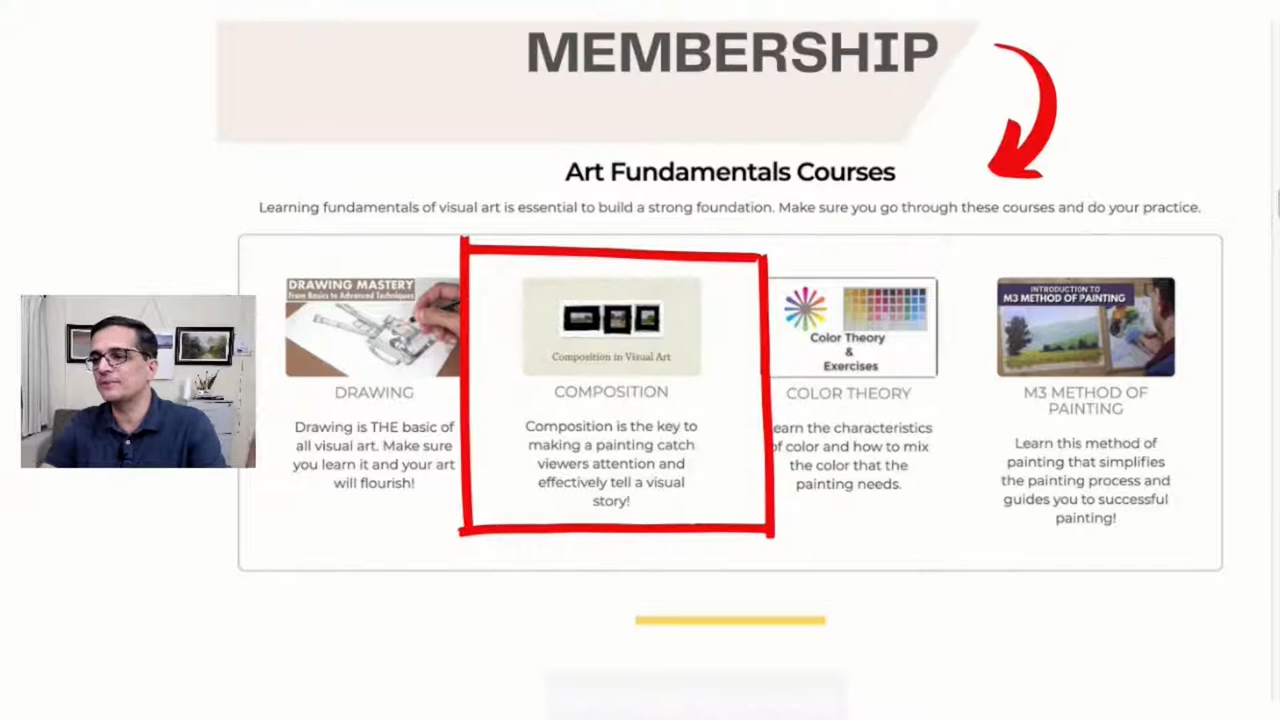 MEMBERSHIP
Art Fundamentals Courses
Learning fundamentals of visual art is essential to build a strong foundation. Make sure you go through these courses and do your practice.
DRAWING MASTERY
From Basics to Advanced Techniques
DRAWING
Drawing is THE basic of
all visual art. Make sure
you learn it and your art
will flourish!
Composition in Visual Art
COMPOSITION
Composition is the key to
making a painting catch
viewers attention and
effectively tell a visual
story!
Color Theory
&
Exercises
COLOR THEORY
earn the characteristics
of color and how to mix
the color that the
painting needs.
INTRODUCTION TO
M3 METHOD OF PAINTING
M3 METHOD OF
PAINTING
Learn this method of
painting that simplifies
the painting process and
guides you to successful
painting!